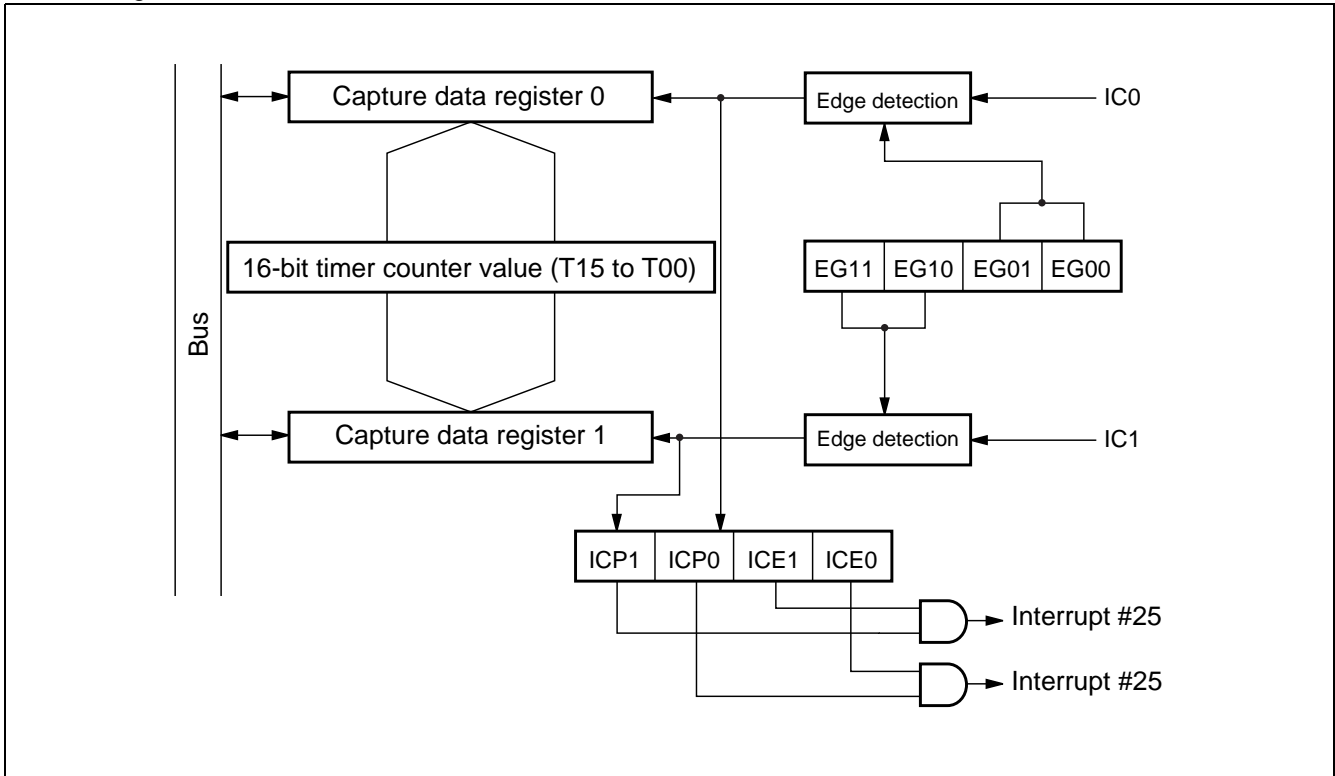 Capture data register 0
Edge detection
IC0
16-bit timer counter value (T15 to T00)
EG11 EG10 EG01 EG00
Bus
Capture data register 1
Edge detection
IC1
ICP1 ICP0 ICE1 ICE0
Interrupt #25
Interrupt #25